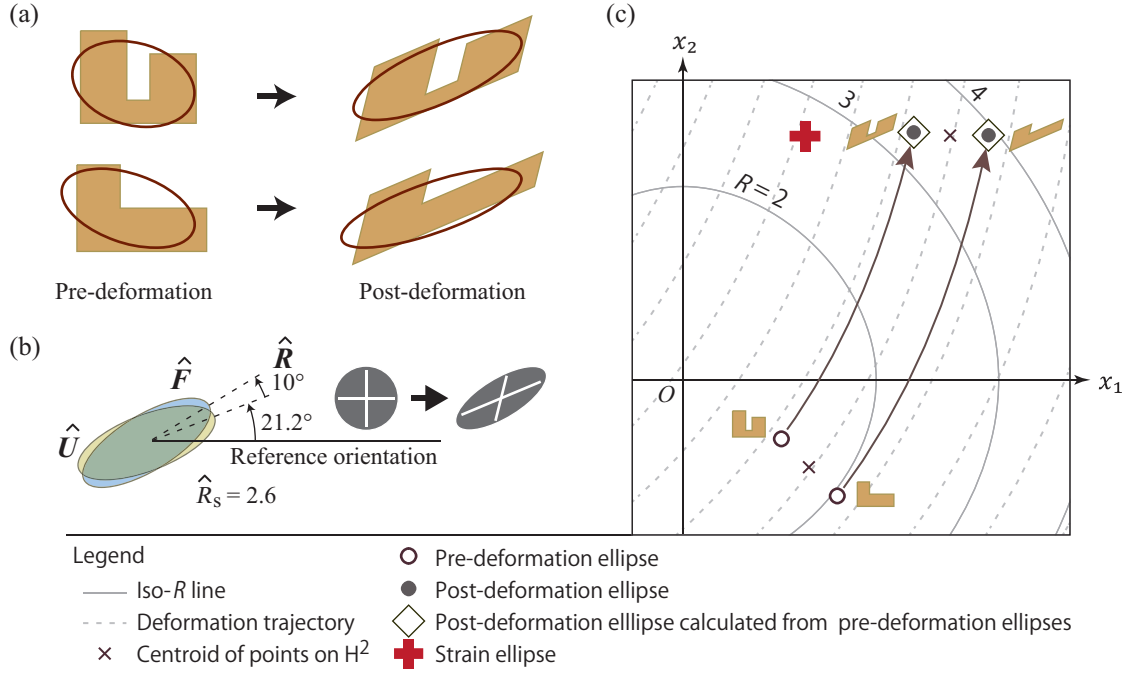 (a)
Pre-deformation
Post-deformation
(b)
F̂
R̂
10°
21.2°
Û
Reference orientation
R̂s = 2.6
(c)
x₂
3
4
R = 2
O
x₁
Legend
Iso-R line
Deformation trajectory
Centroid of points on H²
Pre-deformation ellipse
Post-deformation ellipse
Post-deformation elllipse calculated from pre-deformation ellipses
Strain ellipse